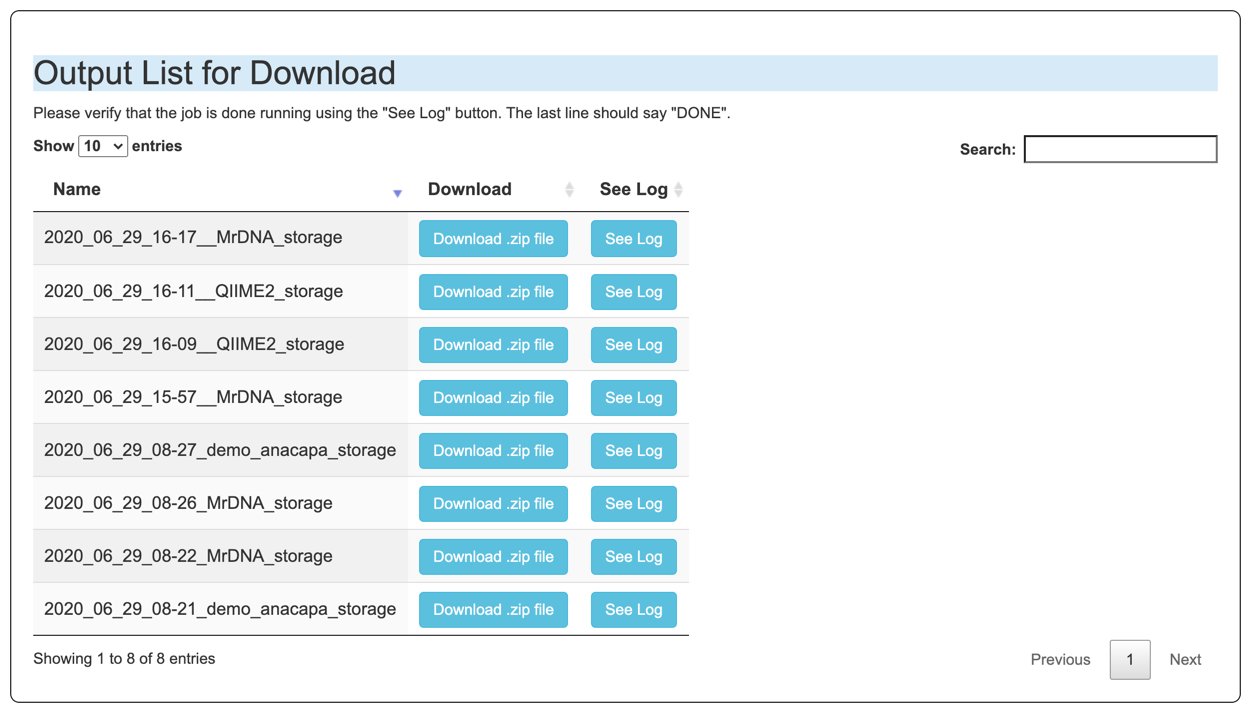 Output List for Download
Please verify that the job is done running using the "See Log" button. The last line should say "DONE".
Show 10 entries Search:
Name Download See Log
2020_06_29_16-17__MrDNA_storage Download .zip file See Log
2020_06_29_16-11__QIIME2_storage Download .zip file See Log
2020_06_29_16-09__QIIME2_storage Download .zip file See Log
2020_06_29_15-57__MrDNA_storage Download .zip file See Log
2020_06_29_08-27_demo_anacapa_storage Download .zip file See Log
2020_06_29_08-26_MrDNA_storage Download .zip file See Log
2020_06_29_08-22_MrDNA_storage Download .zip file See Log
2020_06_29_08-21_demo_anacapa_storage Download .zip file See Log
Showing 1 to 8 of 8 entries Previous 1 Next